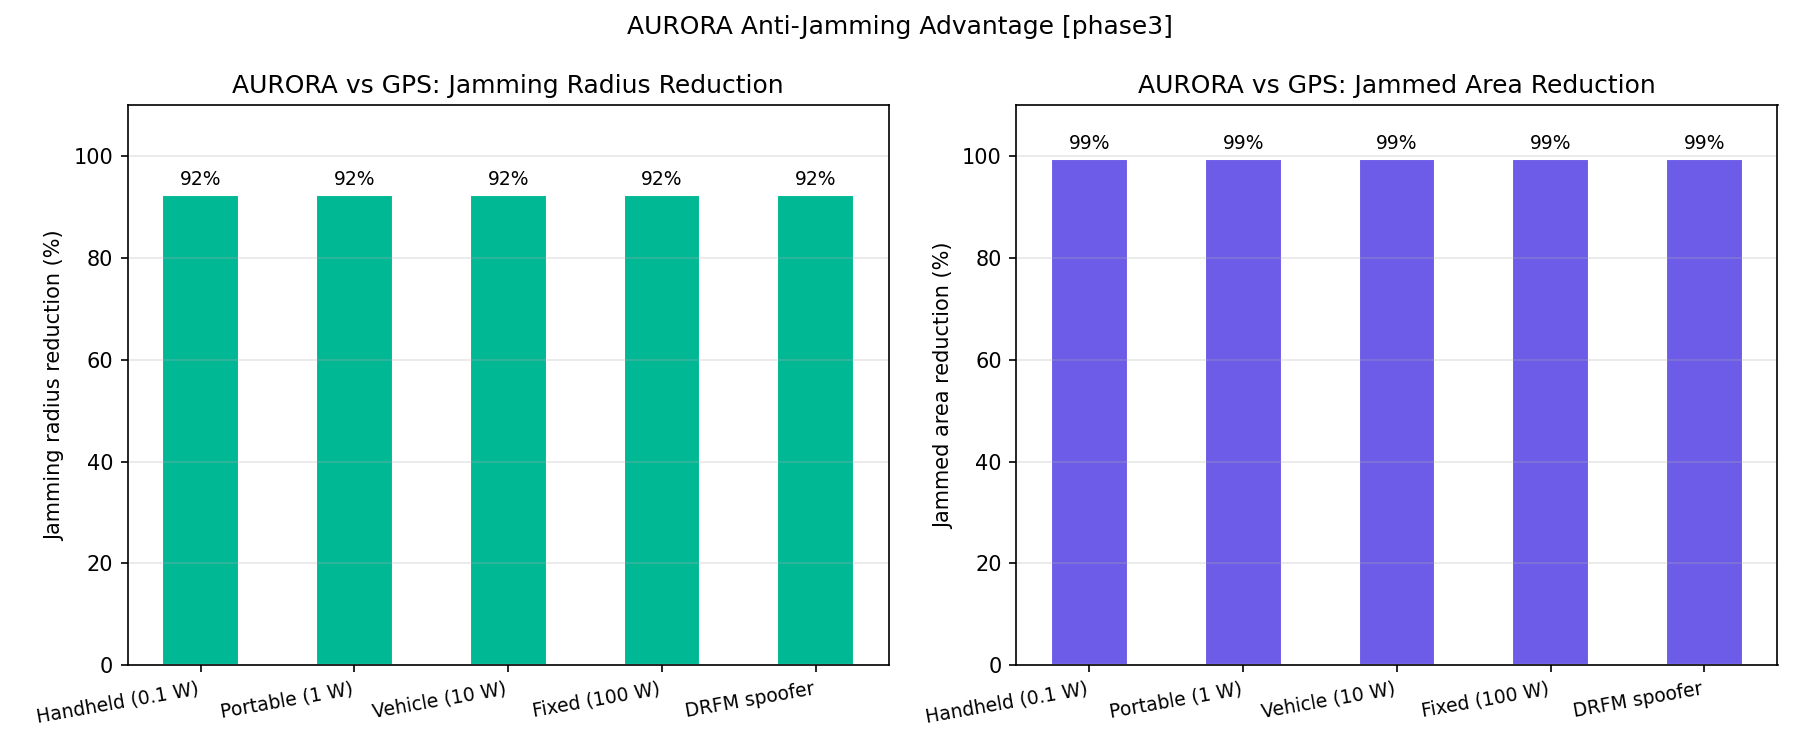 AURORA Anti-Jamming Advantage [phase3]
AURORA vs GPS: Jamming Radius Reduction
Jamming radius reduction (%)
100
80
60
40
20
0
92%
92%
92%
92%
92%
Handheld (0.1 W)
Portable (1 W)
Vehicle (10 W)
Fixed (100 W)
DRFM spoofer
AURORA vs GPS: Jammed Area Reduction
Jammed area reduction (%)
100
80
60
40
20
0
99%
99%
99%
99%
99%
Handheld (0.1 W)
Portable (1 W)
Vehicle (10 W)
Fixed (100 W)
DRFM spoofer